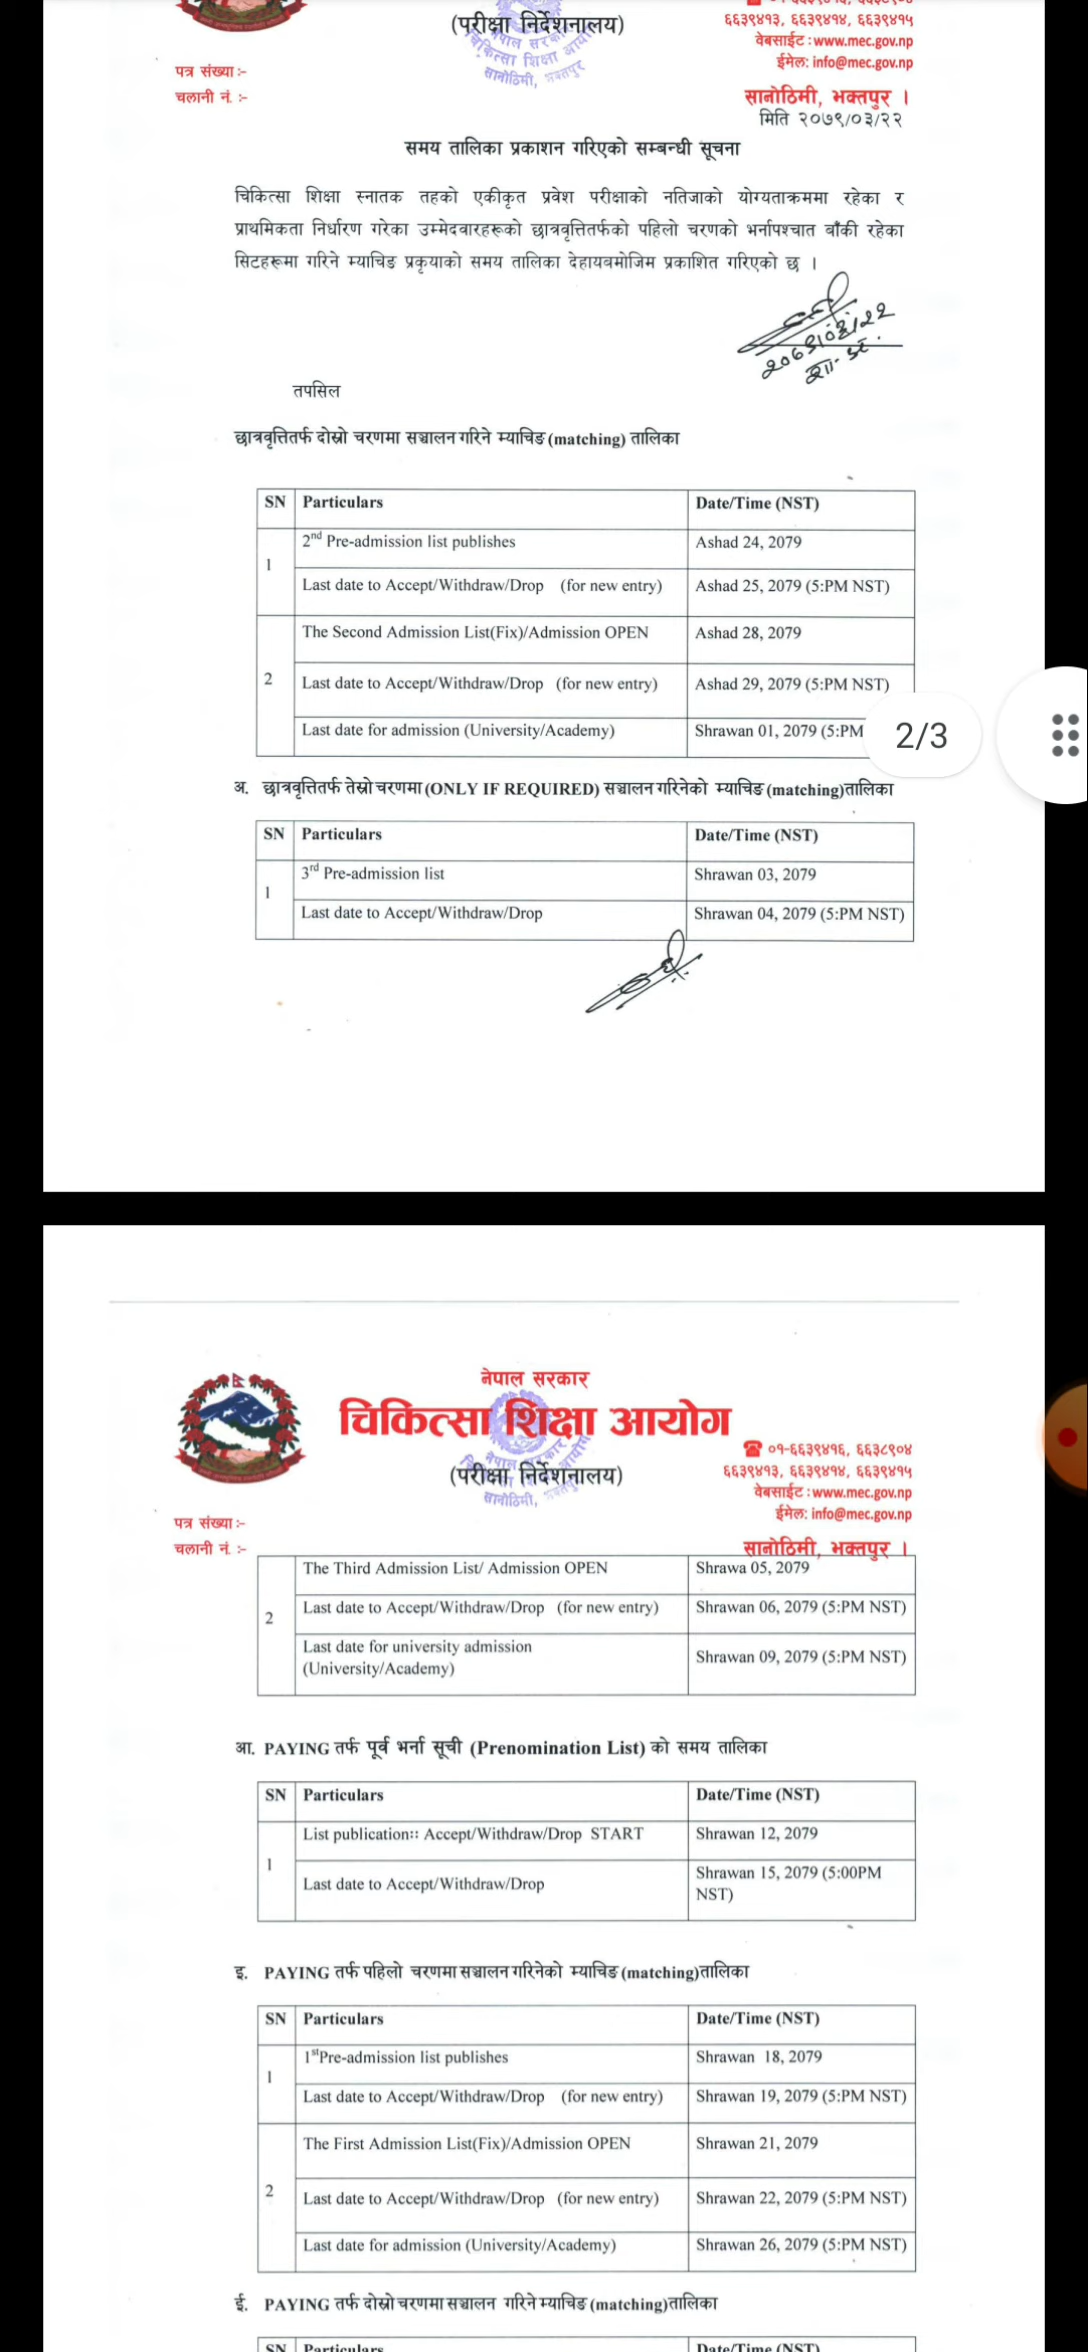 (परीक्षा निर्देशनालय)
६६३९४१३, ६६३९४१४, ६६३९४१५
वेबसाईट : www.mec.gov.np
ईमेल: info@mec.gov.np
पत्र संख्या :-
चलानी नं. :-
सानोठिमी, भक्तपुर ।
मिति २०७९/०३/२२
समय तालिका प्रकाशन गरिएको सम्बन्धी सूचना
चिकित्सा शिक्षा स्नातक तहको एकीकृत प्रवेश परीक्षाको नतिजाको योग्यताक्रममा रहेका र
प्राथमिकता निर्धारण गरेका उम्मेदवारहरूको छात्रवृत्तितर्फको पहिलो चरणको भर्नापश्चात बाँकी रहेका
सिटहरूमा गरिने म्याचिङ प्रकृयाको समय तालिका देहायबमोजिम प्रकाशित गरिएको छ ।
तपसिल
छात्रवृत्तितर्फ दोस्रो चरणमा सञ्चालन गरिने म्याचिङ (matching) तालिका
SN Particulars Date/Time (NST)
1 2nd Pre-admission list publishes Ashad 24, 2079
Last date to Accept/Withdraw/Drop (for new entry) Ashad 25, 2079 (5:PM NST)
2 The Second Admission List(Fix)/Admission OPEN Ashad 28, 2079
Last date to Accept/Withdraw/Drop (for new entry) Ashad 29, 2079 (5:PM NST)
Last date for admission (University/Academy) Shrawan 01, 2079 (5:PM
2/3
अ. छात्रवृत्तितर्फ तेस्रो चरणमा (ONLY IF REQUIRED) सञ्चालन गरिनेको म्याचिङ (matching)तालिका
SN Particulars Date/Time (NST)
1 3rd Pre-admission list Shrawan 03, 2079
Last date to Accept/Withdraw/Drop Shrawan 04, 2079 (5:PM NST)
नेपाल सरकार
चिकित्सा शिक्षा आयोग
(परीक्षा निर्देशनालय)
☎ ०१-६६३९४१६, ६६३८९०४
६६३९४१३, ६६३९४१४, ६६३९४१५
वेबसाईट : www.mec.gov.np
ईमेल: info@mec.gov.np
पत्र संख्या :-
चलानी नं. :-
सानोठिमी, भक्तपुर ।
2 The Third Admission List/ Admission OPEN Shrawa 05, 2079
Last date to Accept/Withdraw/Drop (for new entry) Shrawan 06, 2079 (5:PM NST)
Last date for university admission
(University/Academy) Shrawan 09, 2079 (5:PM NST)
आ. PAYING तर्फ पूर्व भर्ना सूची (Prenomination List) को समय तालिका
SN Particulars Date/Time (NST)
1 List publication:: Accept/Withdraw/Drop START Shrawan 12, 2079
Last date to Accept/Withdraw/Drop Shrawan 15, 2079 (5:00PM
NST)
इ. PAYING तर्फ पहिलो चरणमा सञ्चालन गरिनेको म्याचिङ (matching)तालिका
SN Particulars Date/Time (NST)
1 1stPre-admission list publishes Shrawan 18, 2079
Last date to Accept/Withdraw/Drop (for new entry) Shrawan 19, 2079 (5:PM NST)
2 The First Admission List(Fix)/Admission OPEN Shrawan 21, 2079
Last date to Accept/Withdraw/Drop (for new entry) Shrawan 22, 2079 (5:PM NST)
Last date for admission (University/Academy) Shrawan 26, 2079 (5:PM NST)
ई. PAYING तर्फ दोस्रो चरणमा सञ्चालन गरिने म्याचिङ (matching)तालिका
SN Particulars Date/Time (NST)